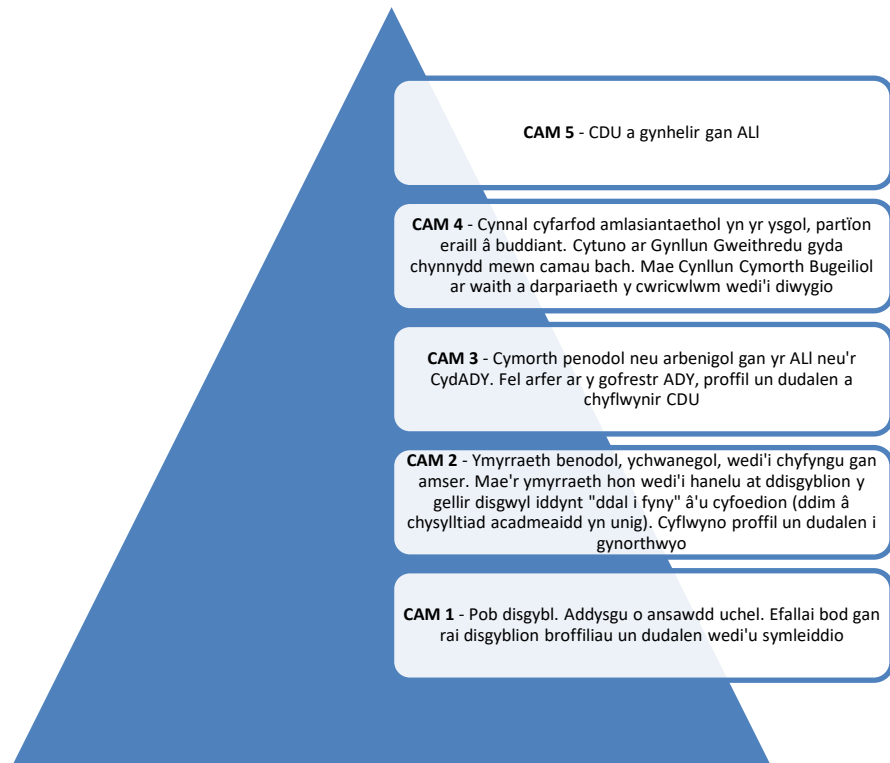 CAM 5 - CDU a gynhelir gan ALl
CAM 4 - Cynnal cyfarfod amlasiantaethol yn yr ysgol, partïon
eraill â buddiant. Cytuno ar Gynllun Gweithredu gyda
chynnydd mewn camau bach. Mae Cynllun Cymorth Bugeiliol
ar waith a darpariaeth y cwricwlwm wedi'i diwygio
CAM 3 - Cymorth penodol neu arbenigol gan yr ALl neu'r
CydADY. Fel arfer ar y gofrestr ADY, proffil un dudalen a
chyflwynir CDU
CAM 2 - Ymyrraeth benodol, ychwanegol, wedi'i chyfyngu gan
amser. Mae'r ymyrraeth hon wedi'i hanelu at ddisgyblion y
gellir disgwyl iddynt "ddal i fyny" â'u cyfoedion (ddim â
chysylltiad acadmeaidd yn unig). Cyflwyno proffil un dudalen i
gynorthwyo
CAM 1 - Pob disgybl. Addysgu o ansawdd uchel. Efallai bod gan
rai disgyblion broffiliau un dudalen wedi'u symleiddio